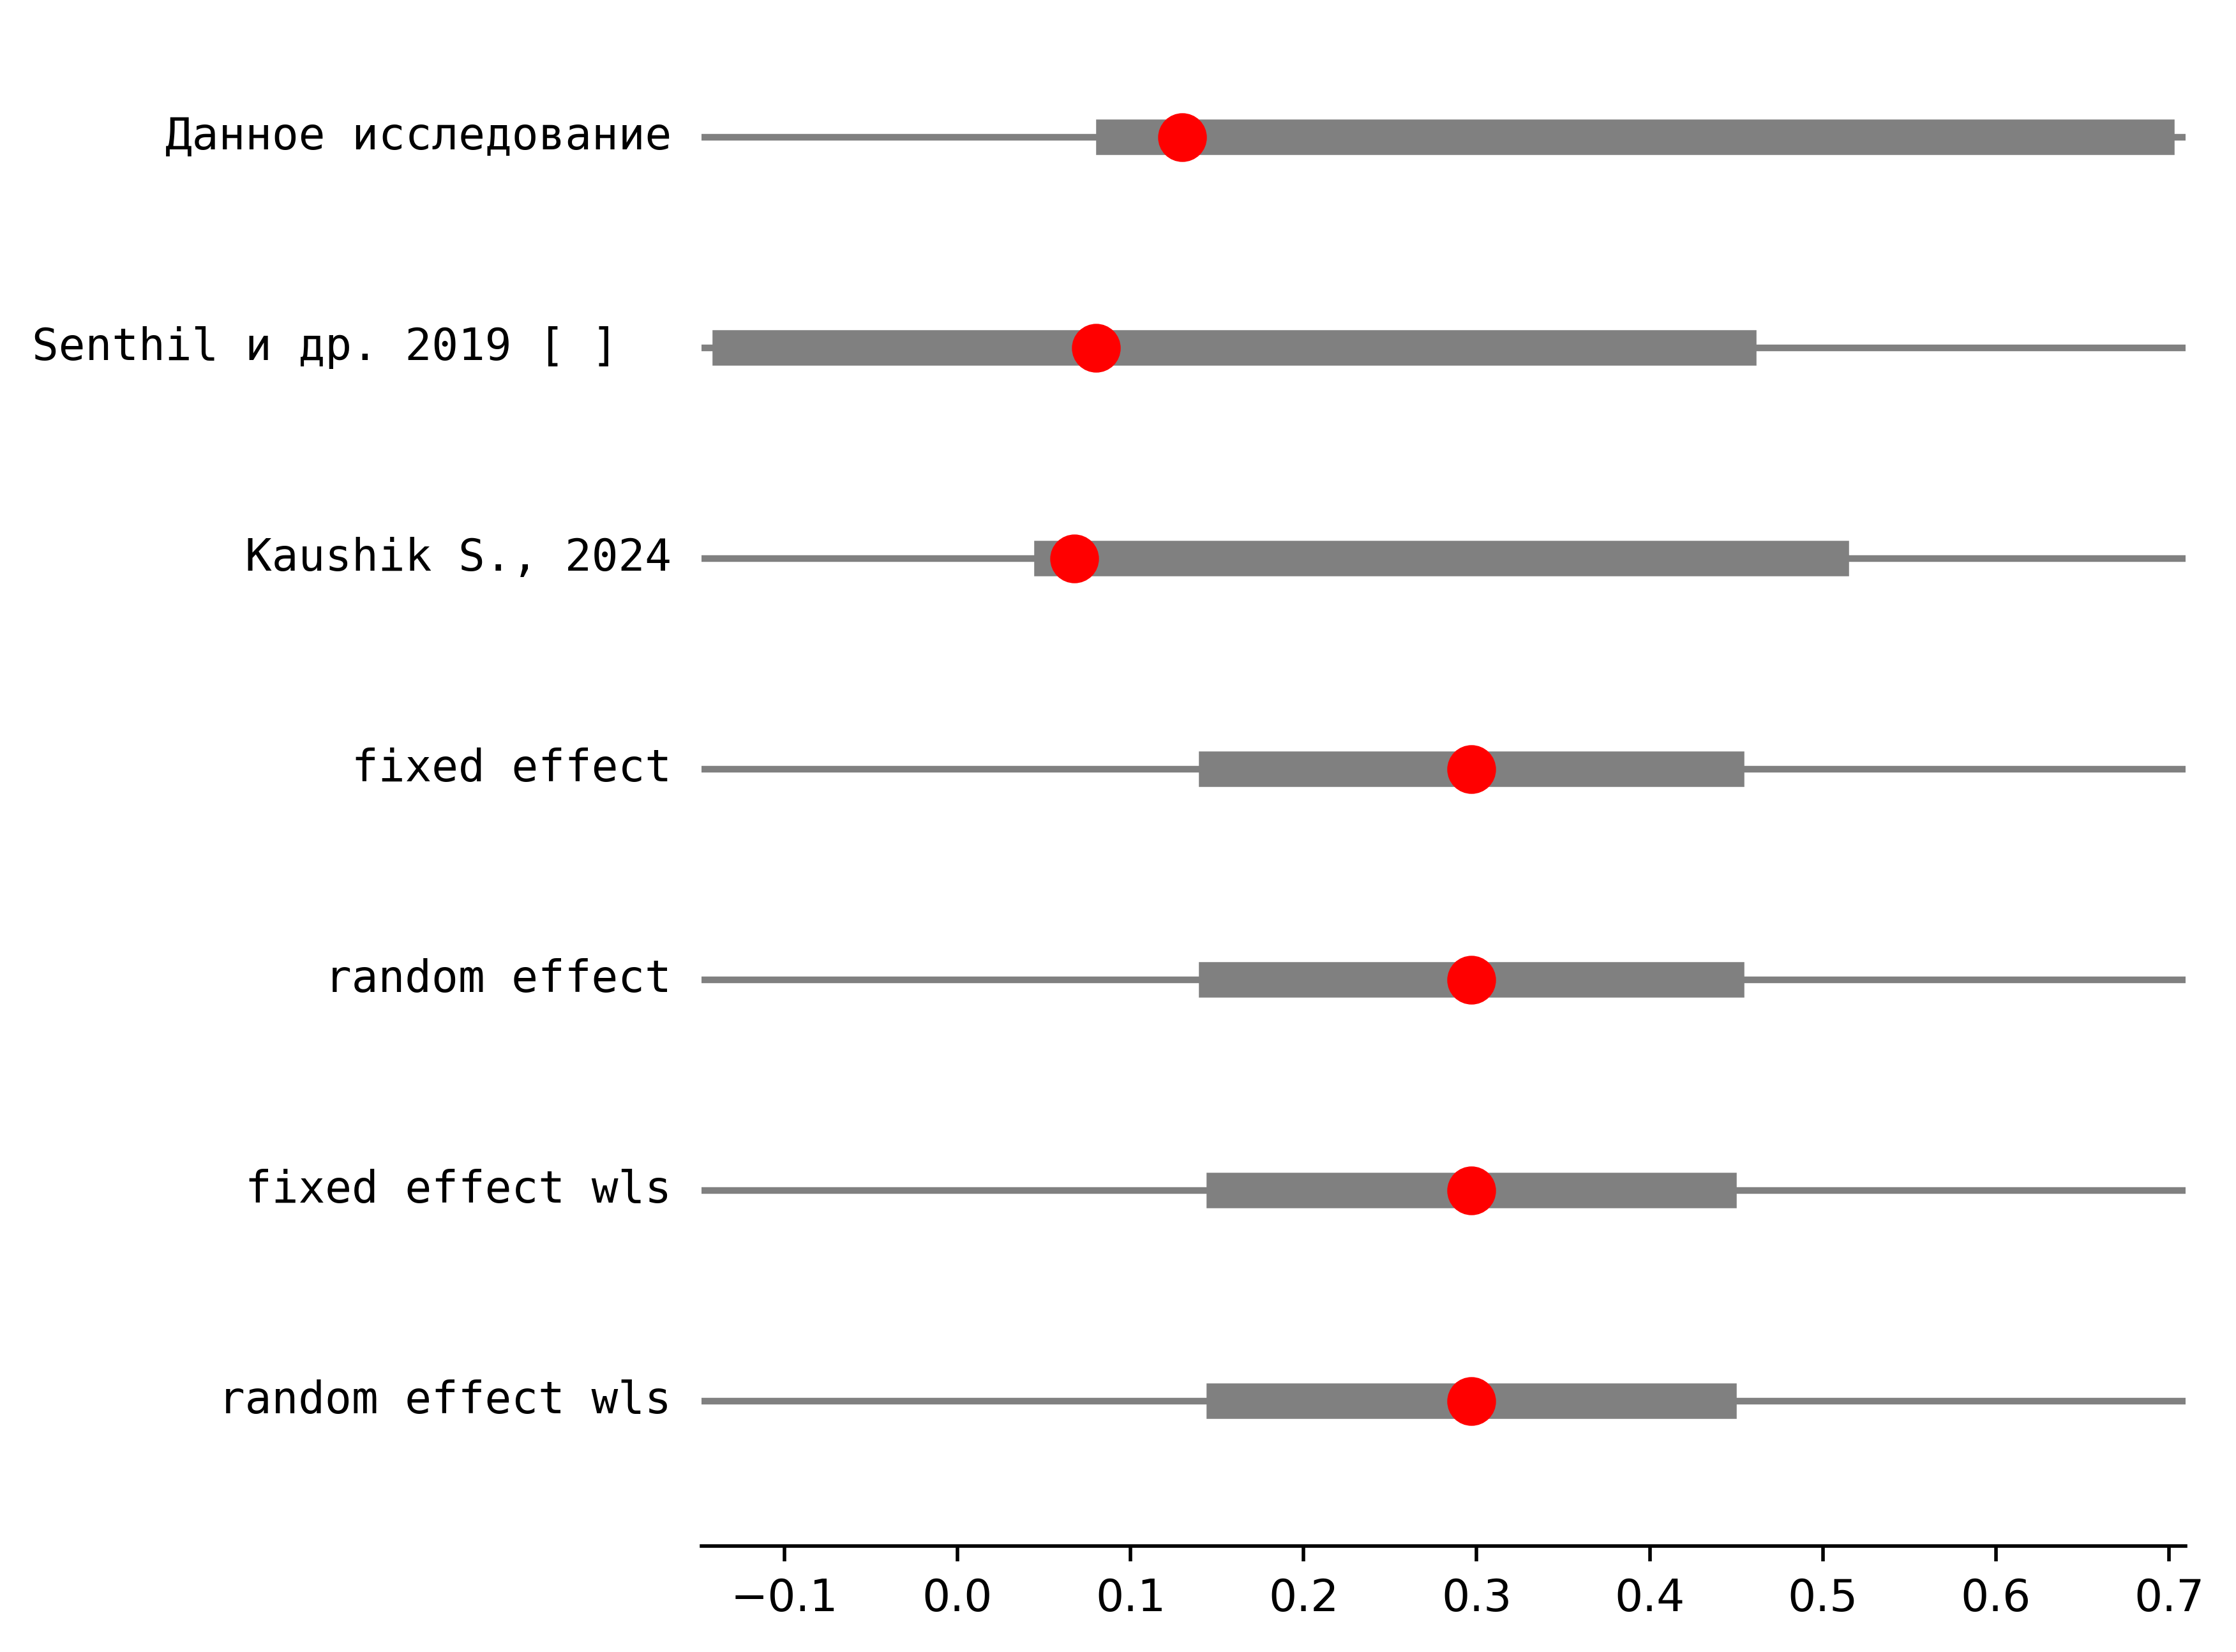 Данное исследование
Senthil и др. 2019 [ ]
Kaushik S., 2024
fixed effect
random effect
fixed effect wls
random effect wls
−0.1 0.0 0.1 0.2 0.3 0.4 0.5 0.6 0.7